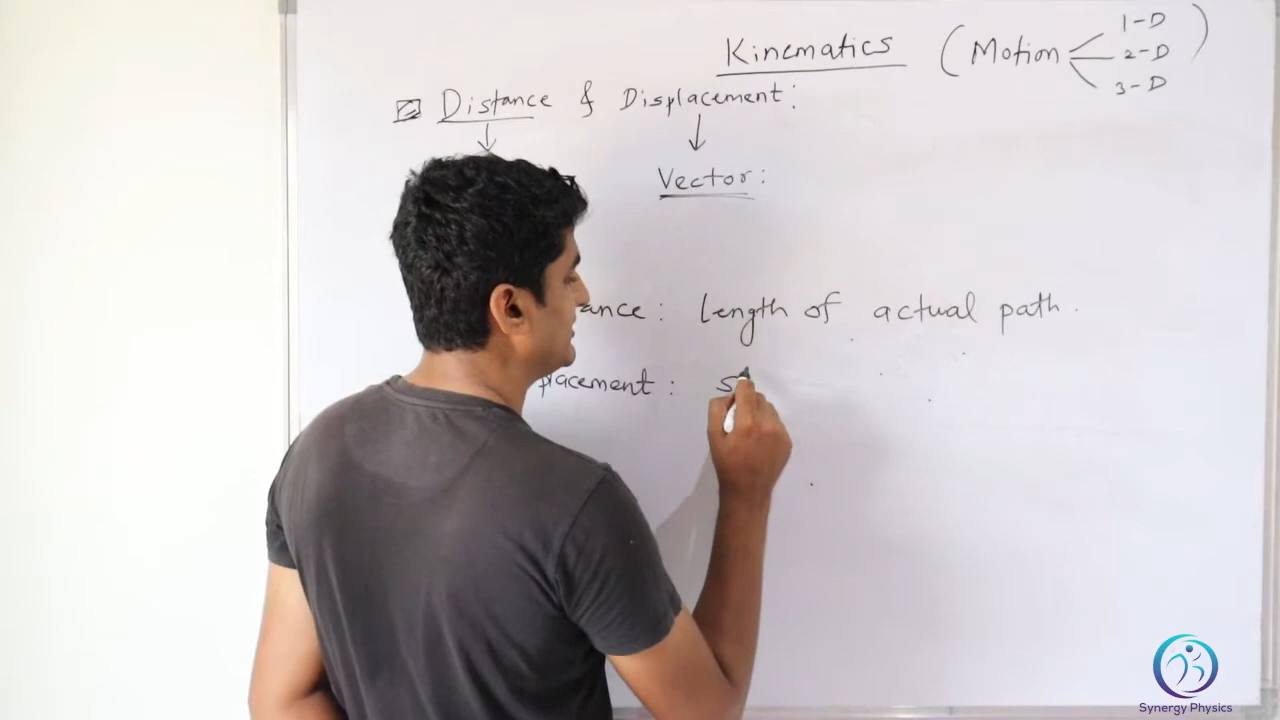 Kinematics (Motion 1-D
2-D
3-D)
Distance & Displacement:
Vector:
ance: length of actual path.
placement: s
Synergy Physics